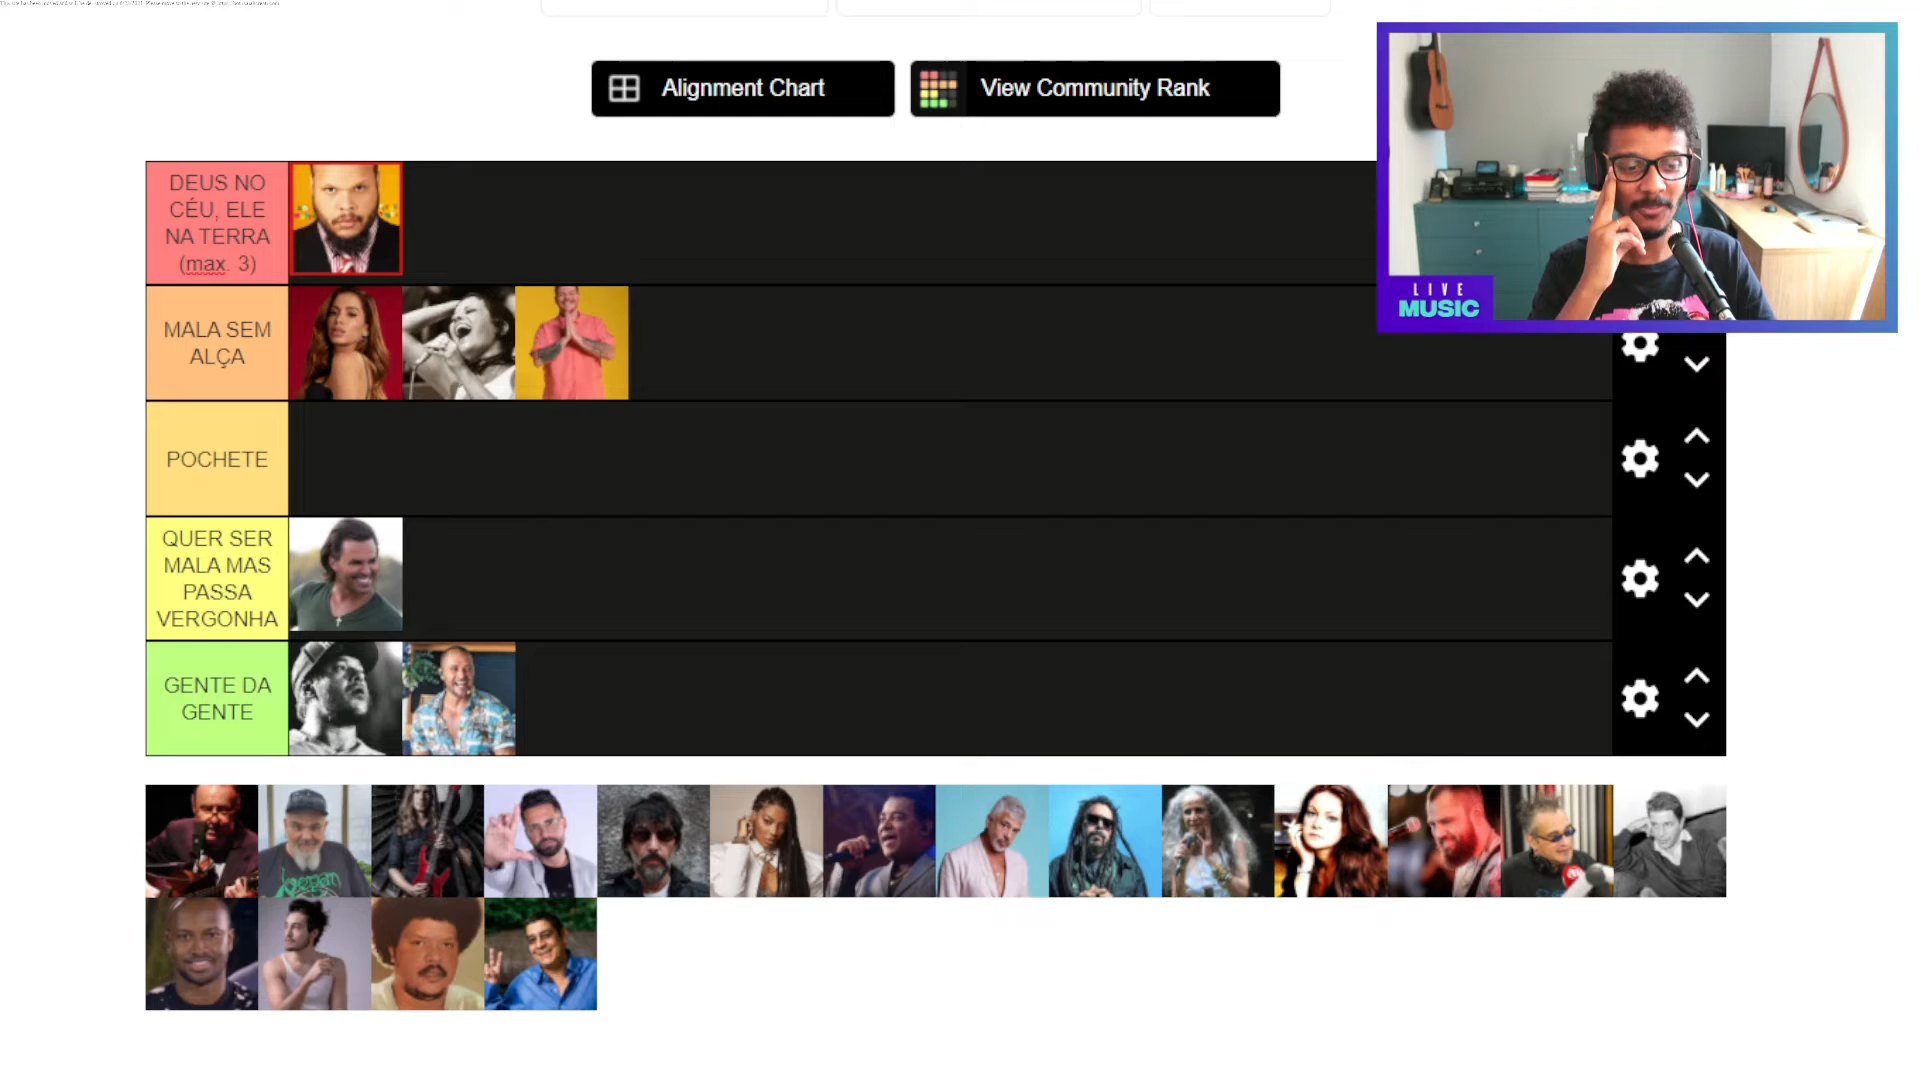 Alignment Chart
View Community Rank
DEUS NO
CÉU, ELE
NA TERRA
(max. 3)
LIVE
MUSIC
MALA SEM
ALÇA
POCHETE
QUER SER
MALA MAS
PASSA
VERGONHA
GENTE DA
GENTE